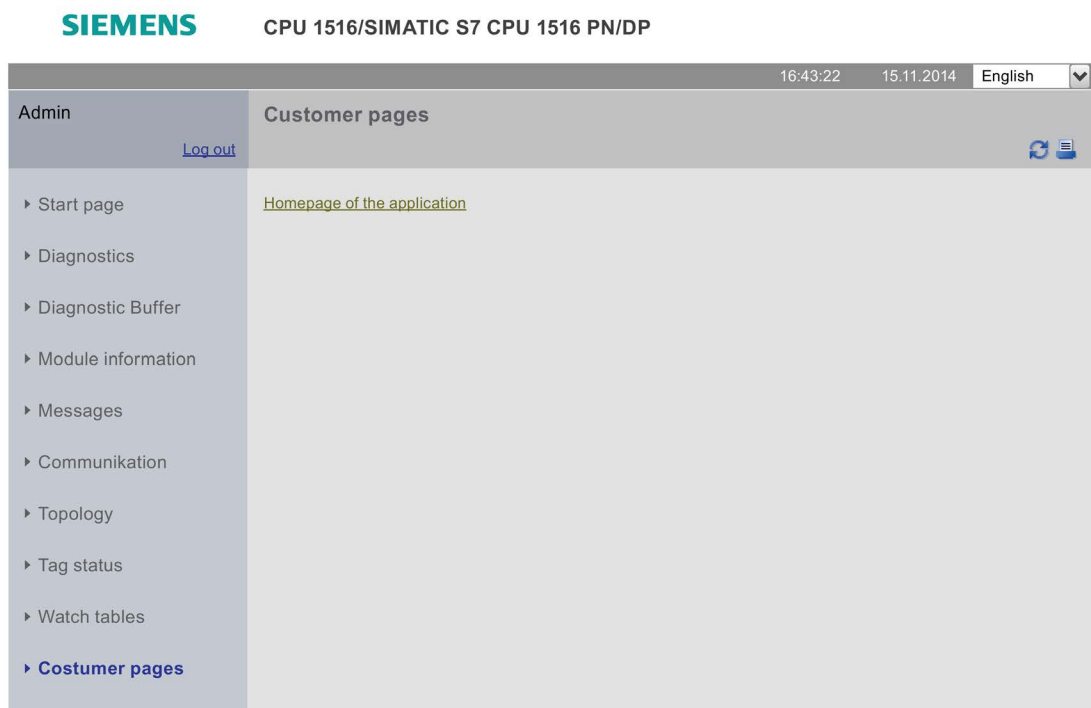 SIEMENS CPU 1516/SIMATIC S7 CPU 1516 PN/DP
16:43:22 15.11.2014 English
Admin Customer pages
Log out
Start page Homepage of the application
Diagnostics
Diagnostic Buffer
Module information
Messages
Communikation
Topology
Tag status
Watch tables
Costumer pages